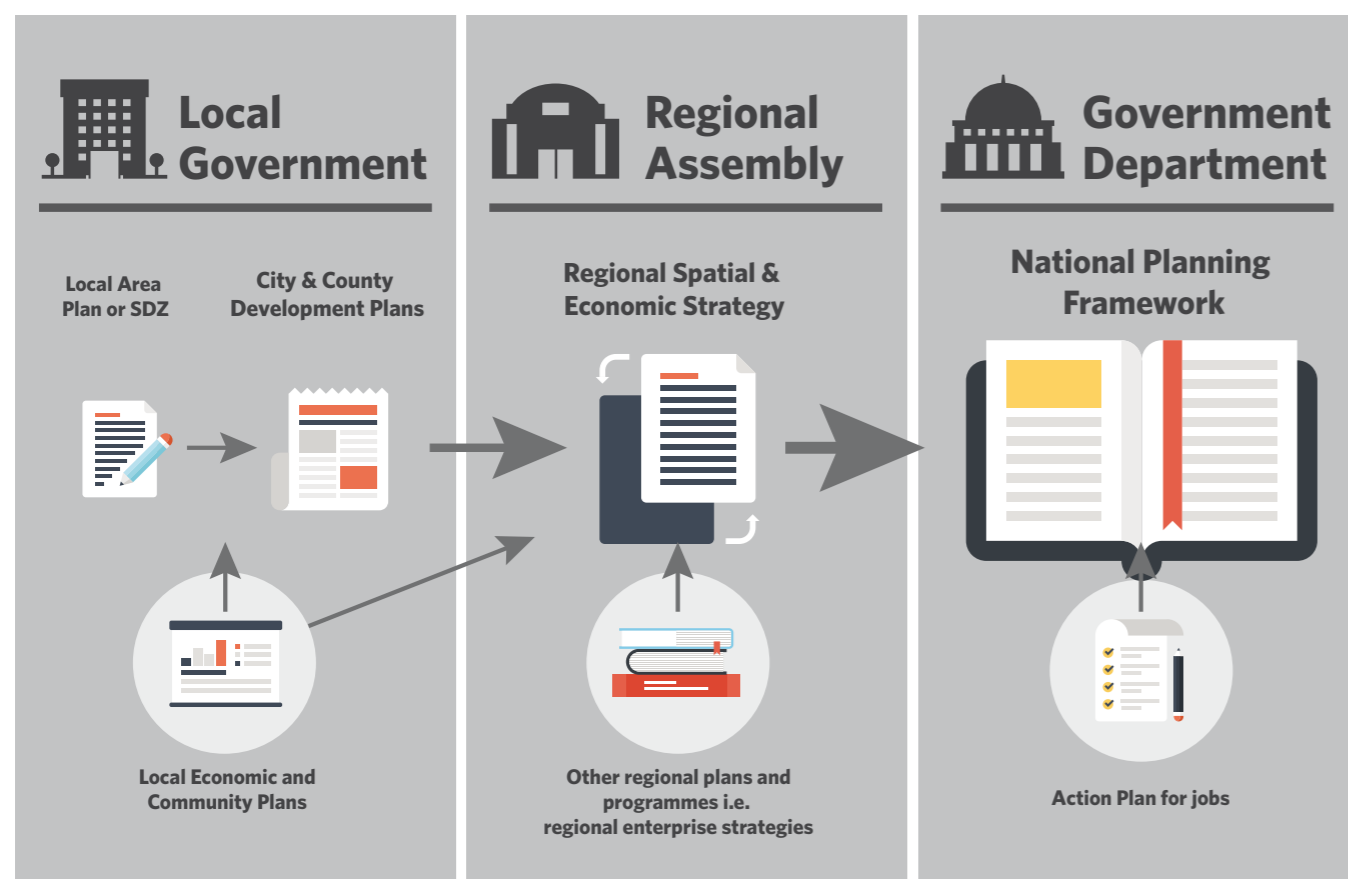 Local
Government
Regional
Assembly
Government
Department
Local Area
Plan or SDZ
City & County
Development Plans
Regional Spatial &
Economic Strategy
National Planning
Framework
Local Economic and
Community Plans
Other regional plans and
programmes i.e.
regional enterprise strategies
Action Plan for jobs